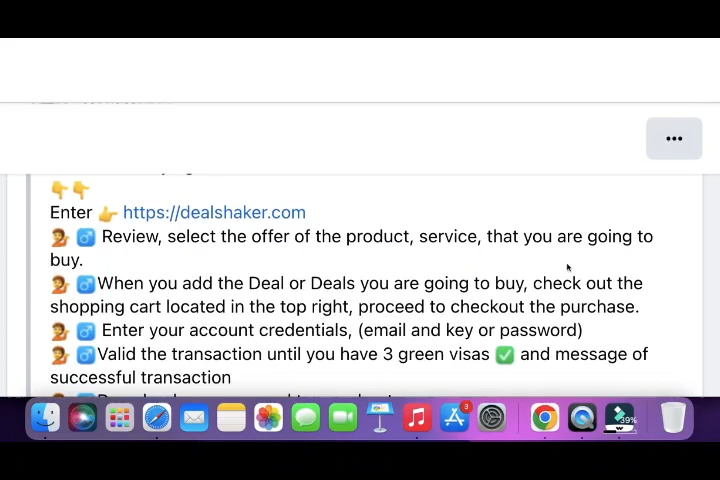 Enter 👉 https://dealshaker.com
💁‍♂️ Review, select the offer of the product, service, that you are going to
buy.
💁‍♂️When you add the Deal or Deals you are going to buy, check out the
shopping cart located in the top right, proceed to checkout the purchase.
💁‍♂️ Enter your account credentials, (email and key or password)
💁‍♂️Valid the transaction until you have 3 green visas ✅ and message of
successful transaction
3
39%